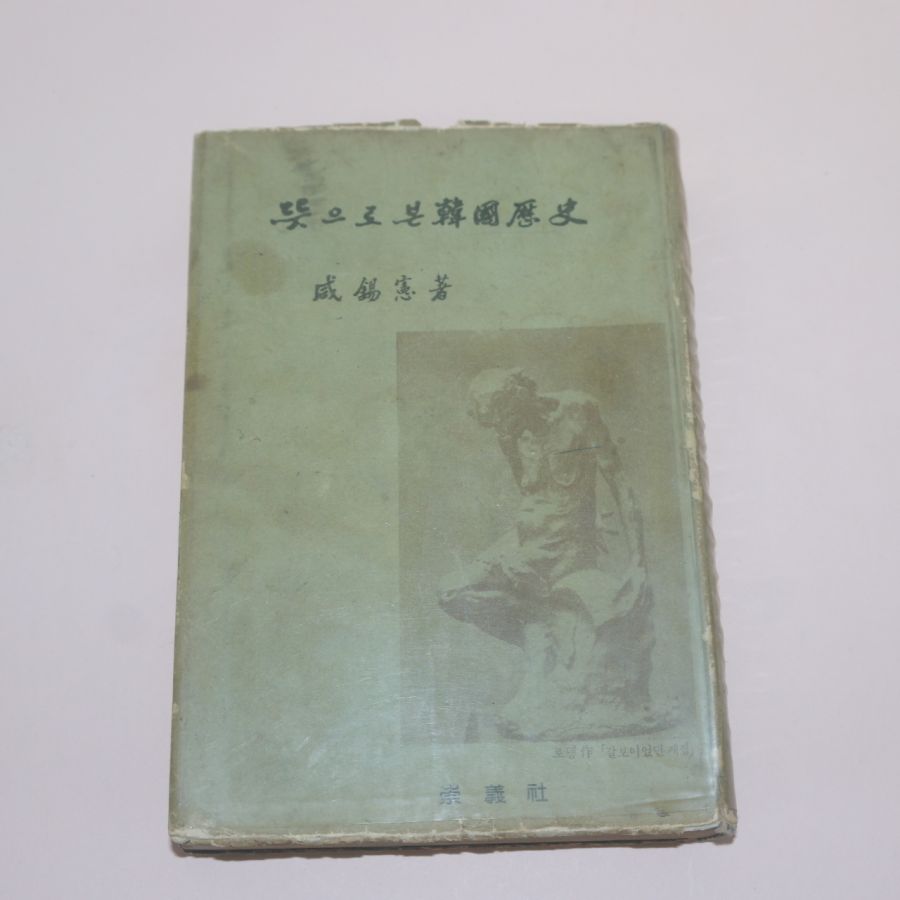 뜻으로 본 韓國歷史
咸錫憲 著
로댕 作 「갈보이였던 계집」
崇義社